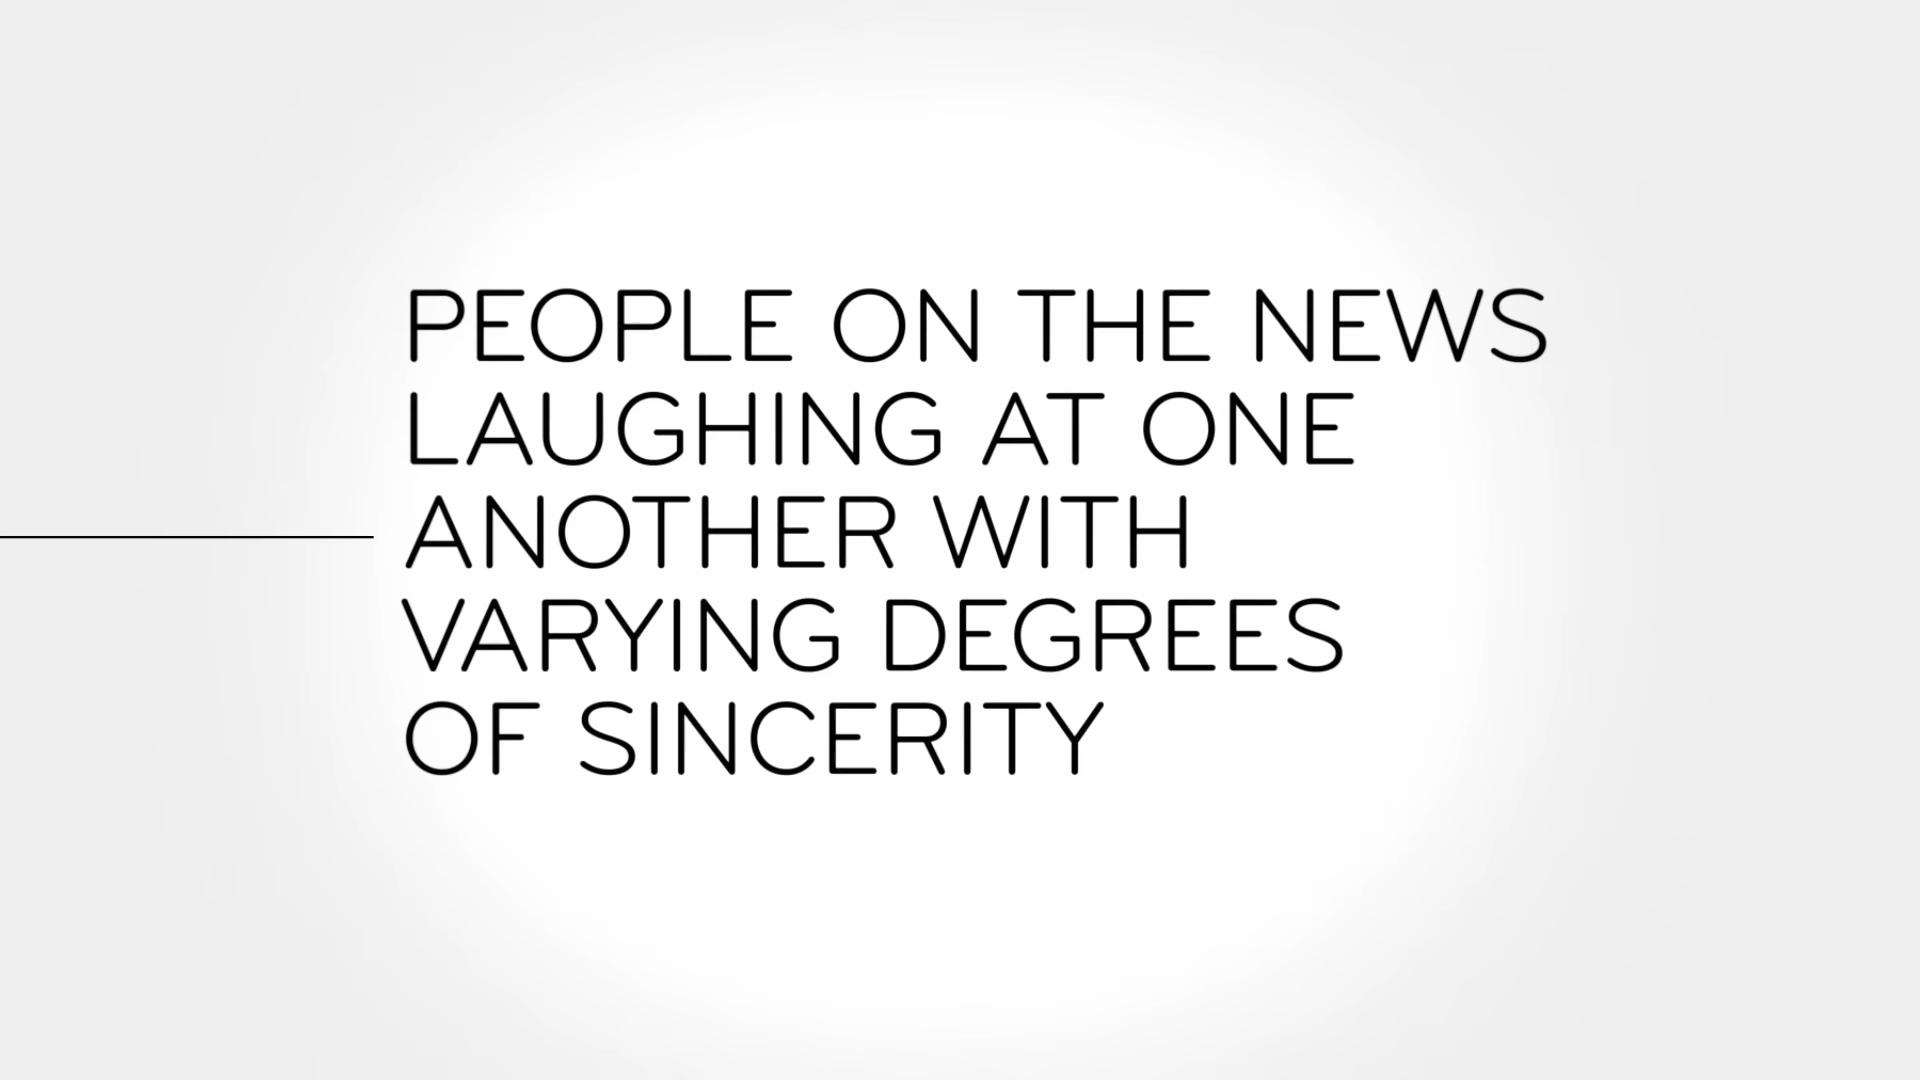 PEOPLE ON THE NEWS
LAUGHING AT ONE
ANOTHER WITH
VARYING DEGREES
OF SINCERITY